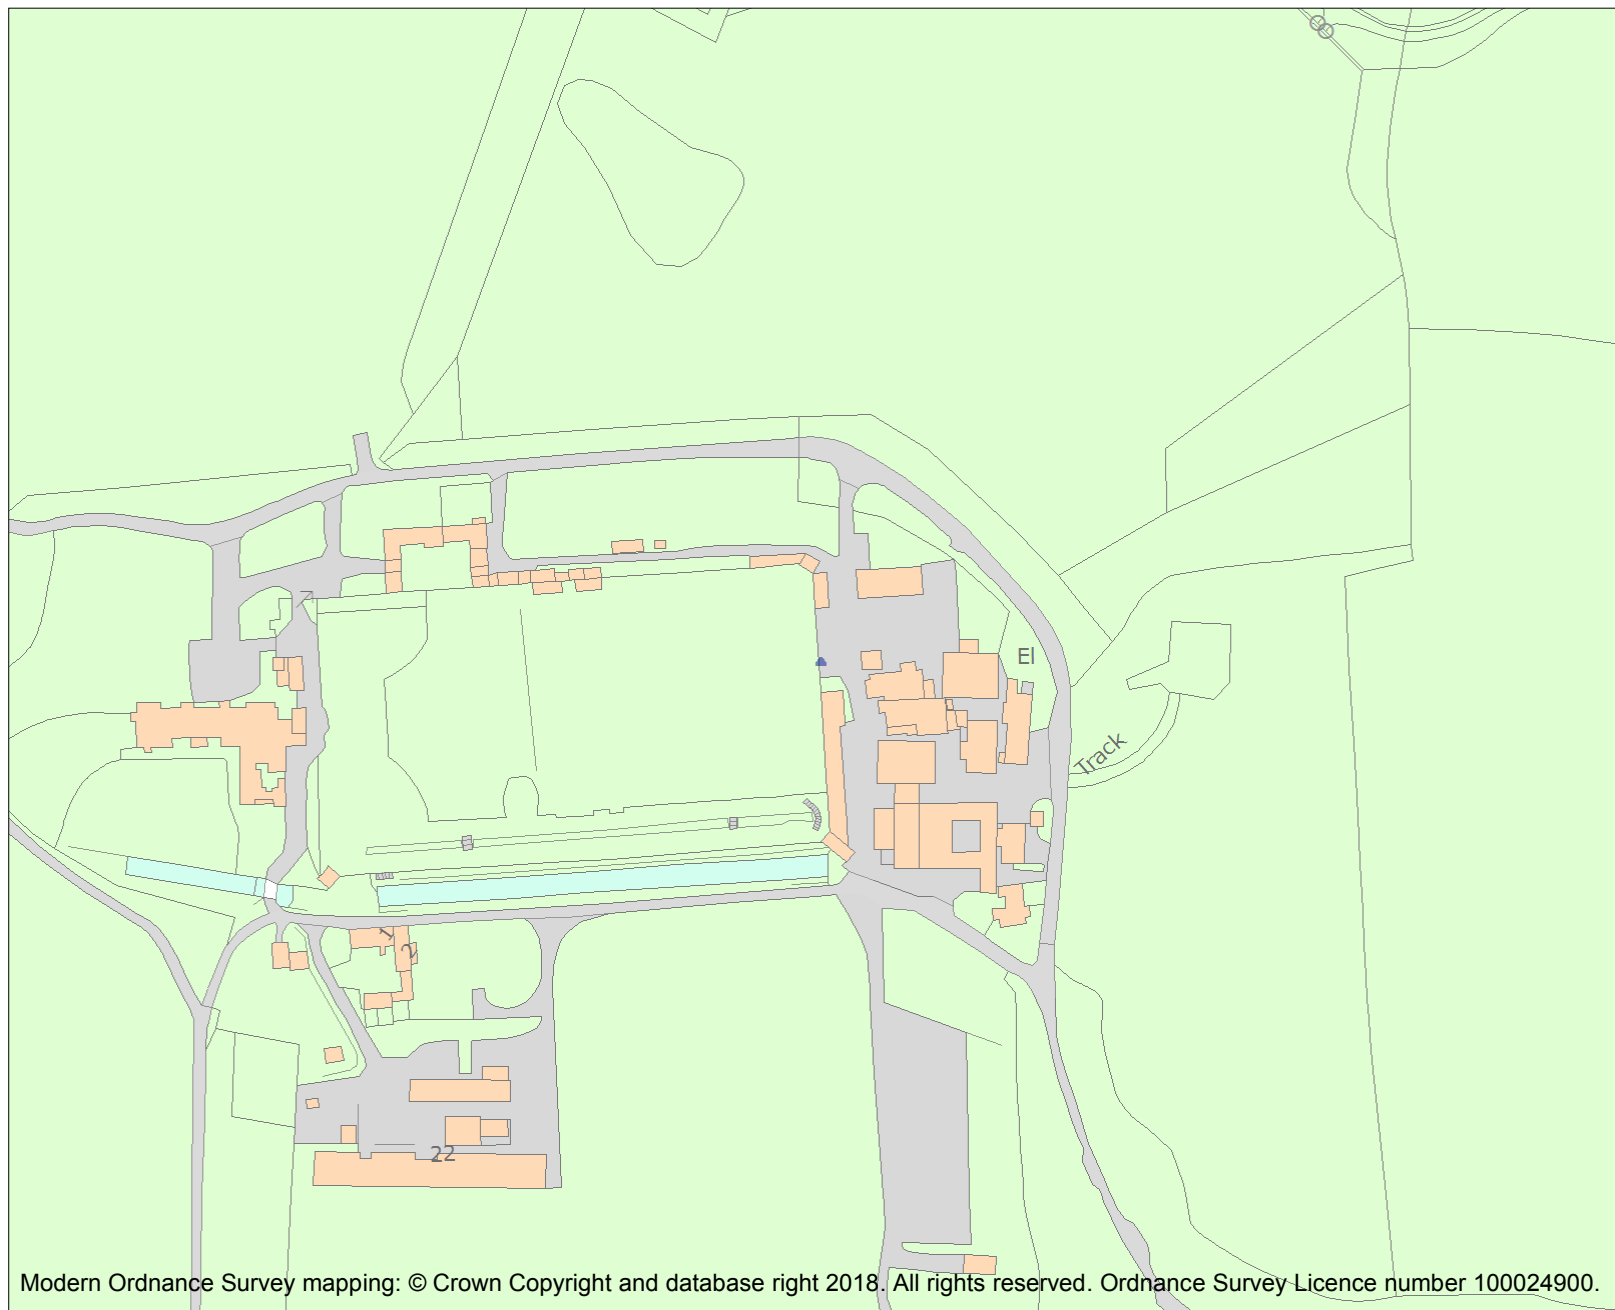 El
Track
1
2
22
Modern Ordnance Survey mapping: © Crown Copyright and database right 2018. All rights reserved. Ordnance Survey Licence number 100024900.